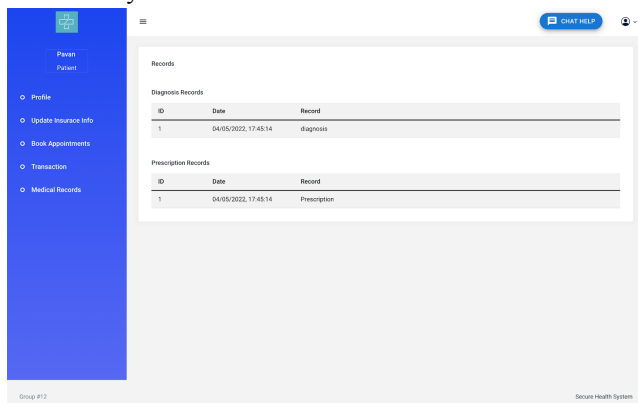 CHAT HELP
Pavan
Patient
Profile
Update Insurace Info
Book Appointments
Transaction
Medical Records
Records
Diagnosis Records
ID Date Record
1 04/05/2022, 17:45:14 diagnosis
Prescription Records
ID Date Record
1 04/05/2022, 17:45:14 Prescription
Group #12 Secure Health System